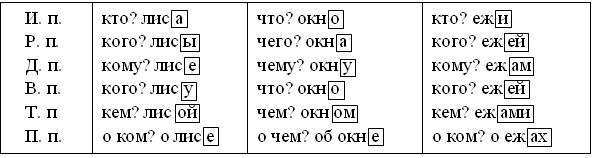 И. п. кто? лиса что? окно кто? ежи
Р. п. кого? лисы чего? окна кого? ежей
Д. п. кому? лисе чему? окну кому? ежам
В. п. кого? лису что? окно кого? ежей
Т. п кем? лисой чем? окном кем? ежами
П. п. о ком? о лисе о чем? об окне о ком? о ежах